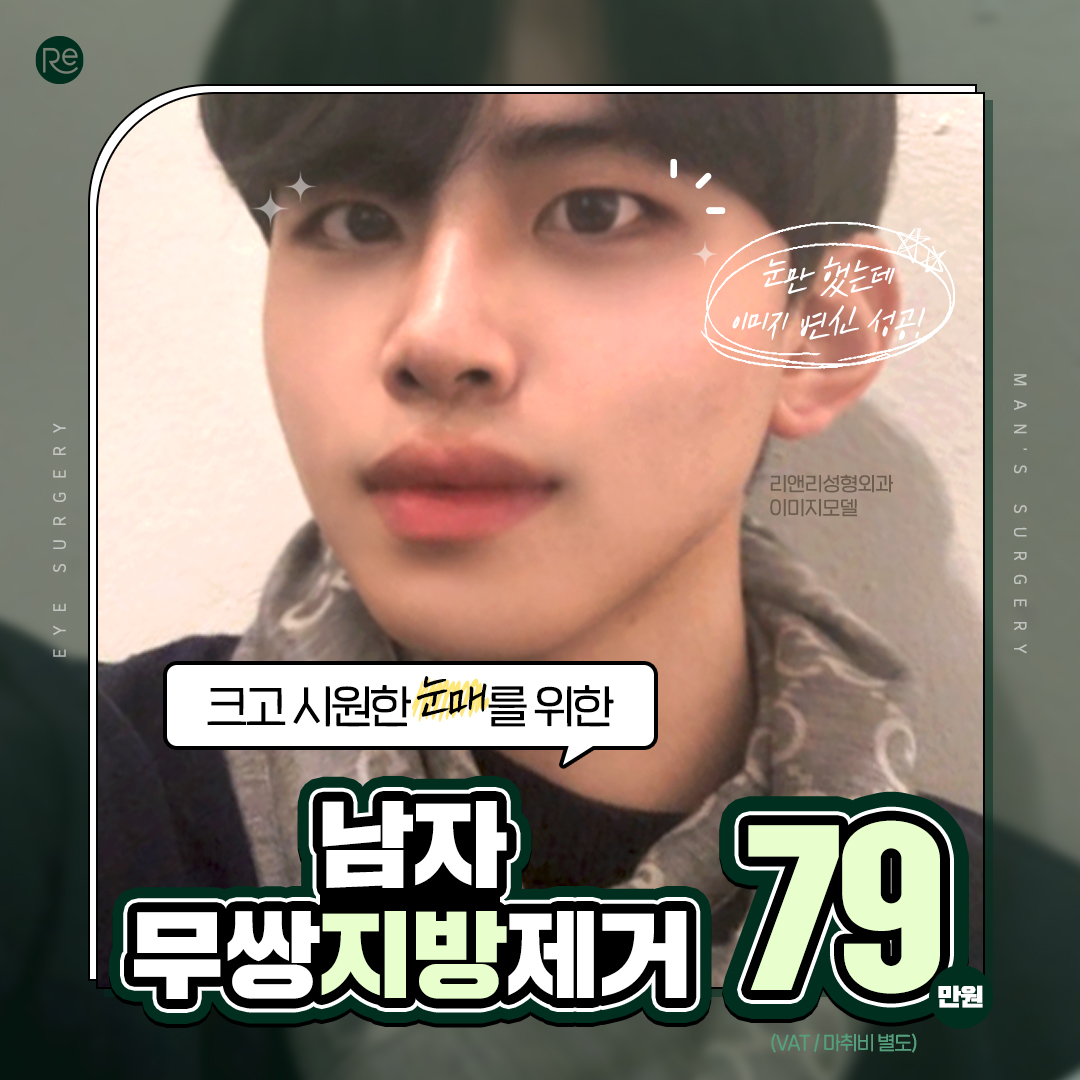 Re
눈만 했는데
이미지 변신 성공!
EYE SURGERY
MAN'S SURGERY
리앤리성형외과
이미지모델
크고 시원한 눈매를 위한
남자
무쌍지방제거
79만원
(VAT / 마취비 별도)